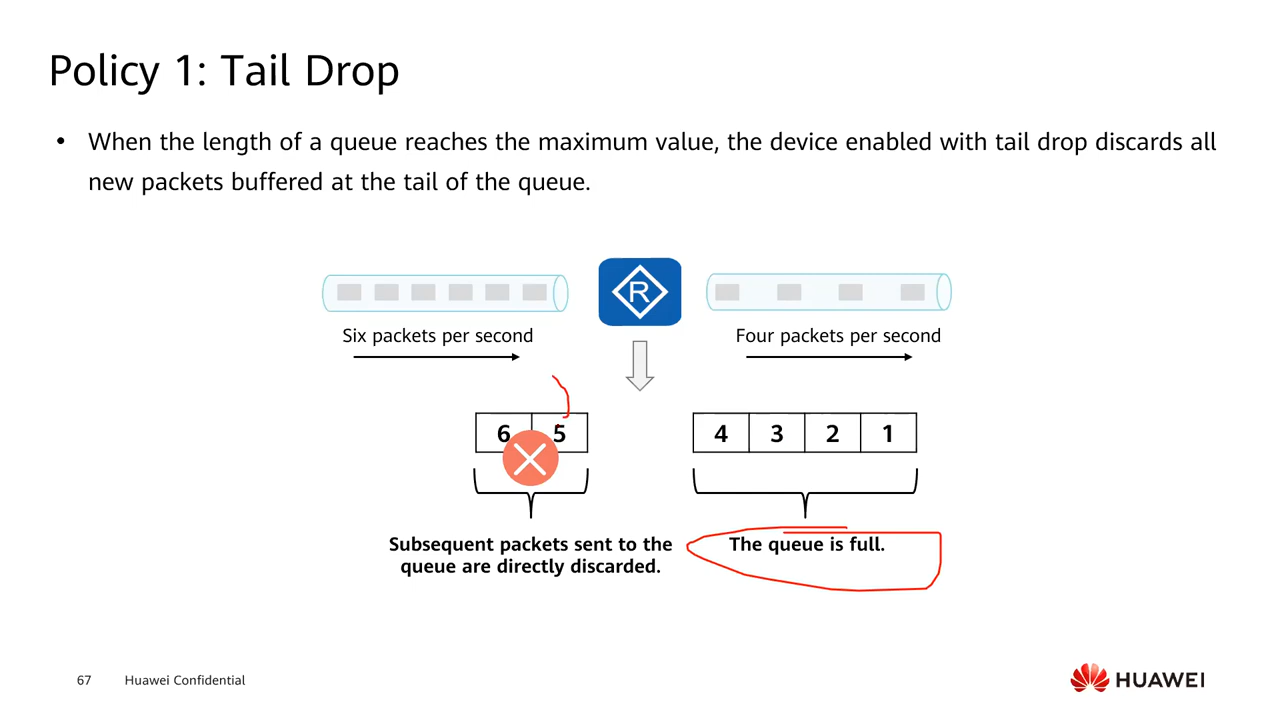 Policy 1: Tail Drop
• When the length of a queue reaches the maximum value, the device enabled with tail drop discards all
new packets buffered at the tail of the queue.
R
Six packets per second
Four packets per second
6 5
4 3 2 1
Subsequent packets sent to the
queue are directly discarded.
The queue is full.
67 Huawei Confidential
HUAWEI